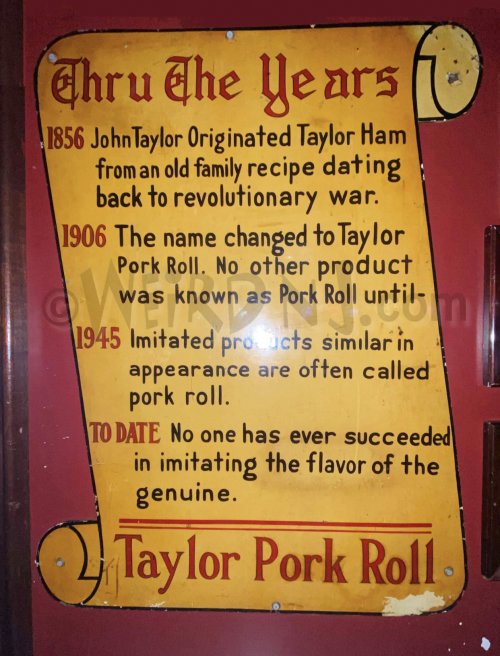 Thru The Years
1856 John Taylor Originated Taylor Ham
from an old family recipe dating
back to revolutionary war.
1906 The name changed to Taylor
Pork Roll. No other product
was known as Pork Roll until-
©WEIRDNJ.com
1945 Imitated products similar in
appearance are often called
pork roll.
TO DATE No one has ever succeeded
in imitating the flavor of the
genuine.
Taylor Pork Roll